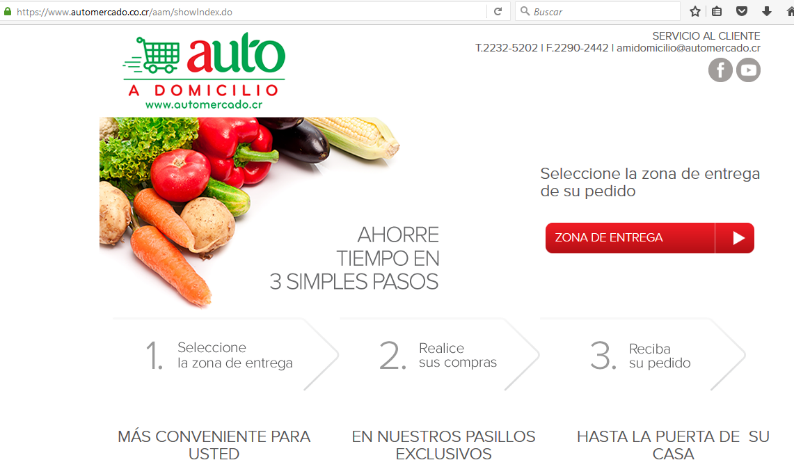 https://www.automercado.co.cr/aam/showIndex.do
Buscar
auto
A DOMICILIO
www.automercado.cr
SERVICIO AL CLIENTE
T.2232-5202 I F.2290-2442 I amidomicilio@automercado.cr
AHORRE
TIEMPO EN
3 SIMPLES PASOS
Seleccione la zona de entrega
de su pedido
ZONA DE ENTREGA
1. Seleccione
la zona de entrega
2. Realice
sus compras
3. Reciba
su pedido
MÁS CONVENIENTE PARA
USTED
EN NUESTROS PASILLOS
EXCLUSIVOS
HASTA LA PUERTA DE SU
CASA